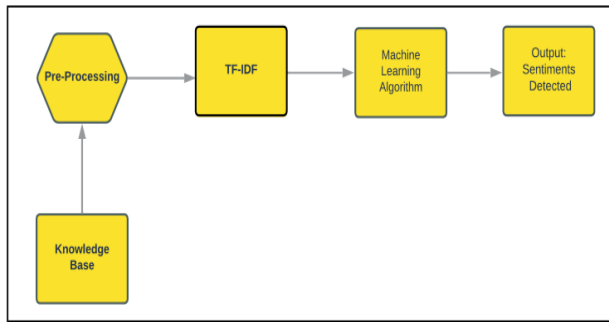 Pre-Processing
TF-IDF
Machine
Learning
Algorithm
Output:
Sentiments
Detected
Knowledge
Base